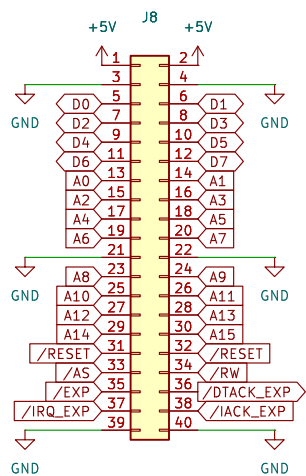 J8
+5V +5V
1 2
3 4
GND GND
D0 5 6 D1
D2 7 8 D3
D4 9 10 D5
D6 11 12 D7
A0 13 14 A1
A2 15 16 A3
A4 17 18 A5
A6 19 20 A7
21 22
GND GND
A8 23 24 A9
A10 25 26 A11
A12 27 28 A13
A14 29 30 A15
/RESET 31 32 /RESET
/AS 33 34 /RW
/EXP 35 36 /DTACK_EXP
/IRQ_EXP 37 38 /IACK_EXP
39 40
GND GND